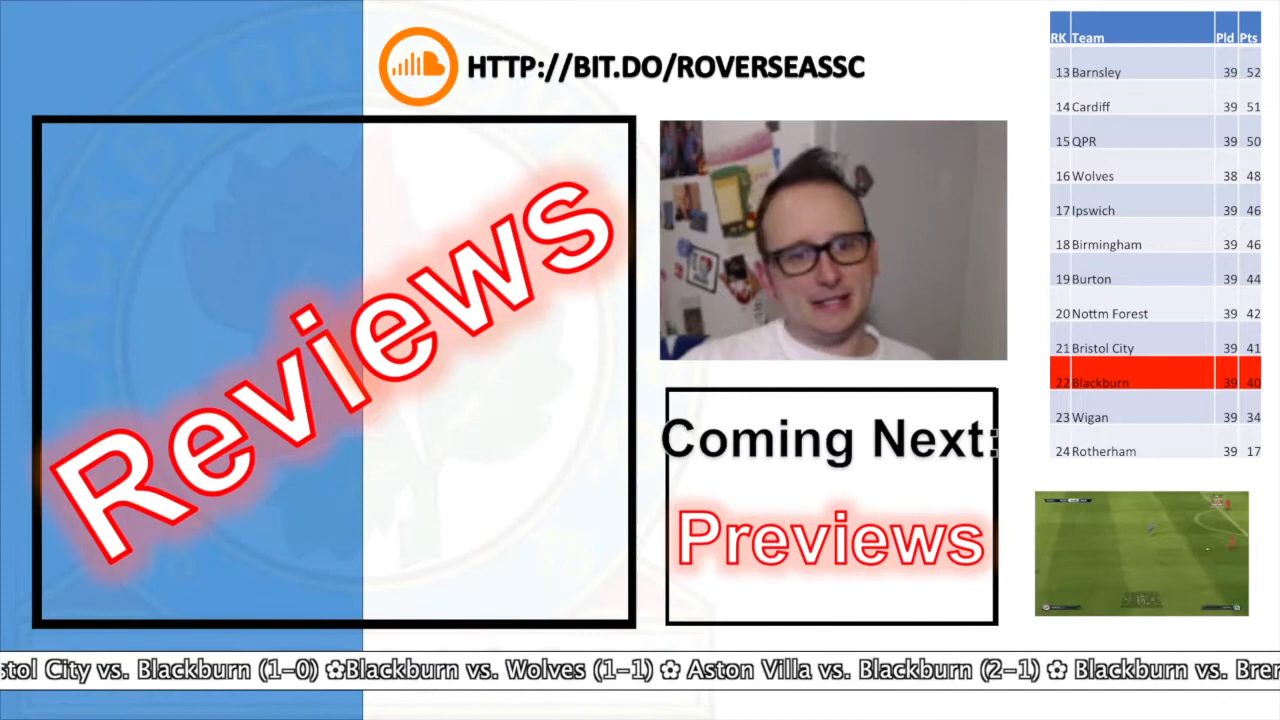 HTTP://BIT.DO/ROVERSEASSC
Reviews
Coming Next:
Previews
RK Team Pld Pts
13 Barnsley 39 52
14 Cardiff 39 51
15 QPR 39 50
16 Wolves 38 48
17 Ipswich 39 46
18 Birmingham 39 46
19 Burton 39 44
20 Nottm Forest 39 42
21 Bristol City 39 41
22 Blackburn 39 40
23 Wigan 39 34
24 Rotherham 39 17
stol City vs. Blackburn (1-0) ✿Blackburn vs. Wolves (1-1) ✿ Aston Villa vs. Blackburn (2-1) ✿ Blackburn vs. Bren